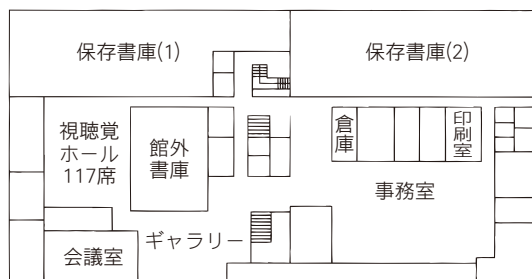 保存書庫(1)
保存書庫(2)
視聴覚
ホール
117席
館外
書庫
倉庫
印刷室
事務室
ギャラリー
会議室